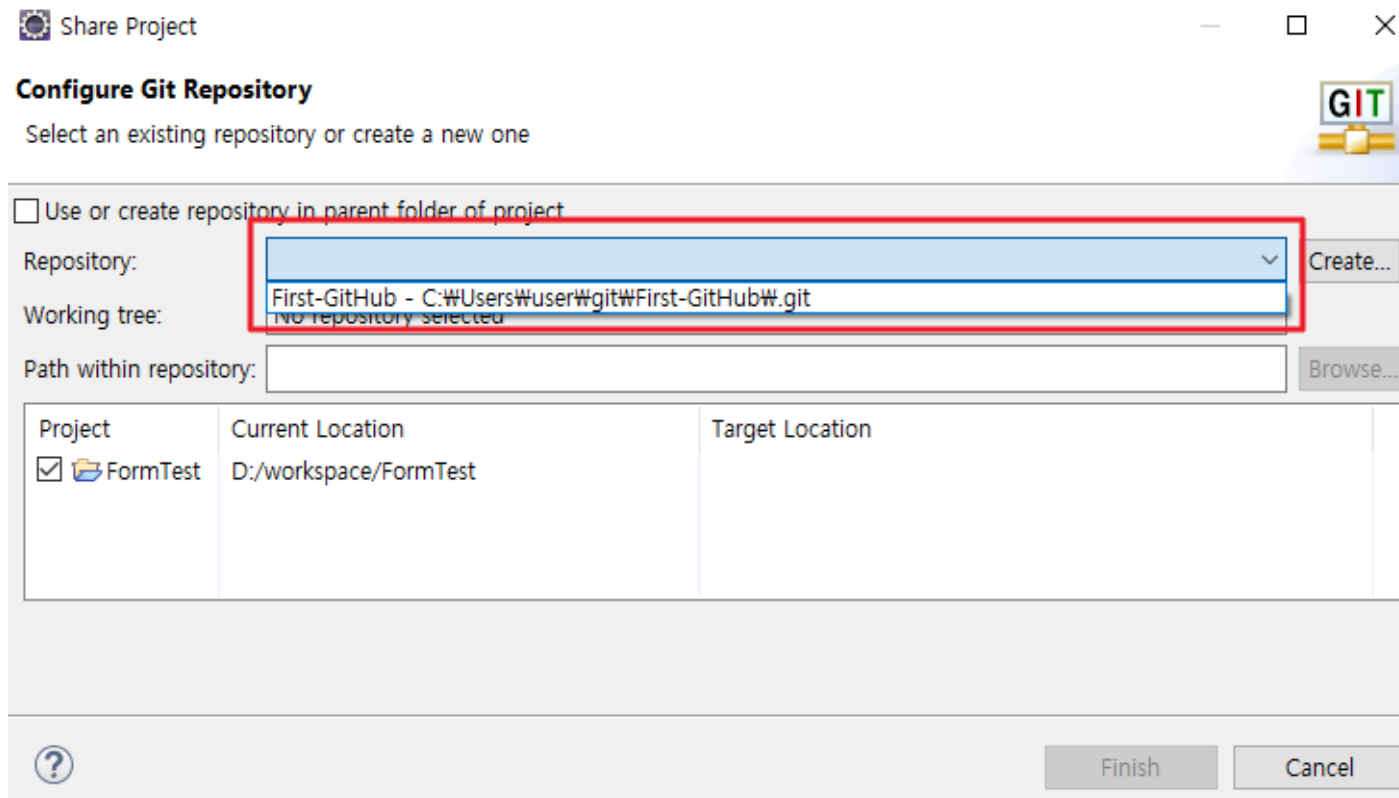 Share Project
Configure Git Repository
GIT
Select an existing repository or create a new one
Use or create repository in parent folder of project
Repository:
Create...
First-GitHub - C:₩Users₩user₩git₩First-GitHub₩.git
Working tree:
No repository selected
Path within repository:
Browse...
Project Current Location Target Location
FormTest D:/workspace/FormTest
?
Finish Cancel